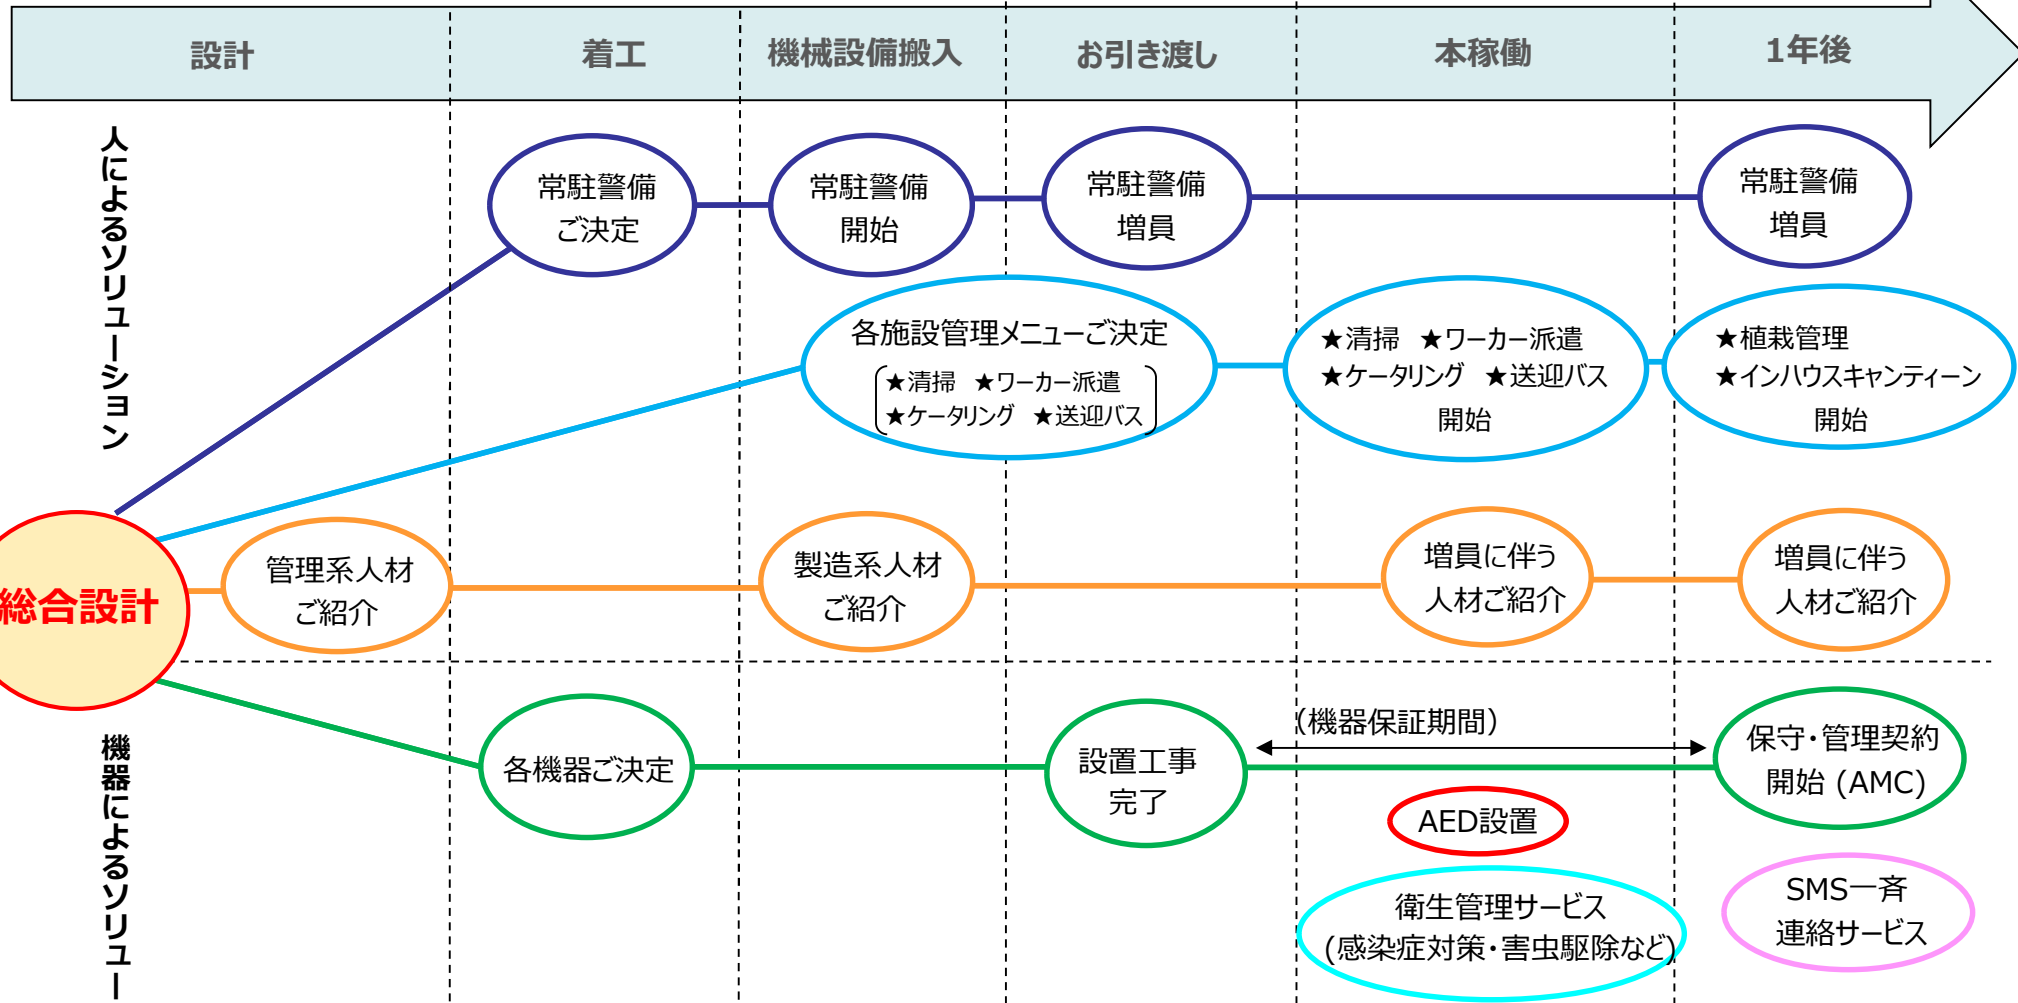 設計
着工
機械設備搬入
お引き渡し
本稼働
1年後
人によるソリューション
常駐警備
ご決定
常駐警備
開始
常駐警備
増員
常駐警備
増員
各施設管理メニューご決定
★清掃 ★ワーカー派遣
★ケータリング ★送迎バス
★清掃 ★ワーカー派遣
★ケータリング ★送迎バス
開始
★植栽管理
★インハウスキャンティーン
開始
総合設計
管理系人材
ご紹介
製造系人材
ご紹介
増員に伴う
人材ご紹介
増員に伴う
人材ご紹介
機器によるソリュー
各機器ご決定
設置工事
完了
(機器保証期間)
保守・管理契約
開始 (AMC)
AED設置
衛生管理サービス
(感染症対策・害虫駆除など)
SMS一斉
連絡サービス